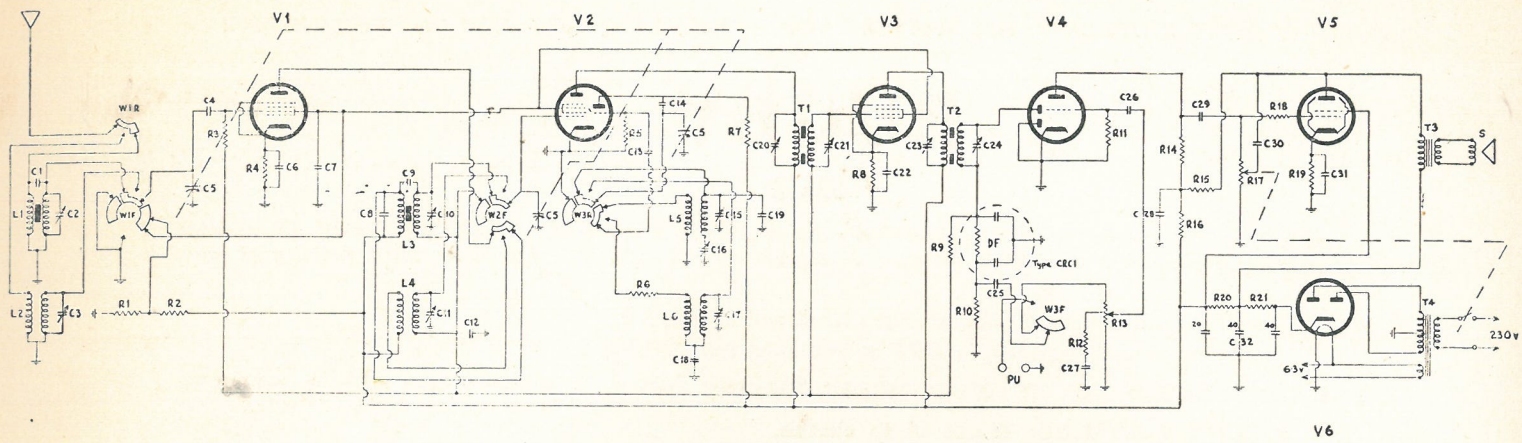 V1
V2
V3
V4
V5
W1R
C4
R3
C1
L1
C2
W1F
C5
R4
C6
C7
L2
C3
R1
R2
C9
C8
L3
C10
W2F
C5
L4
C11
C12
C14
R5
C13
C5
R7
W3R
L5
C15
C19
C16
R6
L6
C17
C18
T1
C20
C21
R8
C22
T2
C23
C24
R9
DF
Type CRC1
C25
R10
W3F
PU
R13
R12
C27
R11
C26
C29
R14
R15
C28
R16
R18
C30
R17
R19
C31
T3
S
R20
R21
20
40
40
C32
6·3v
T4
230v
V6